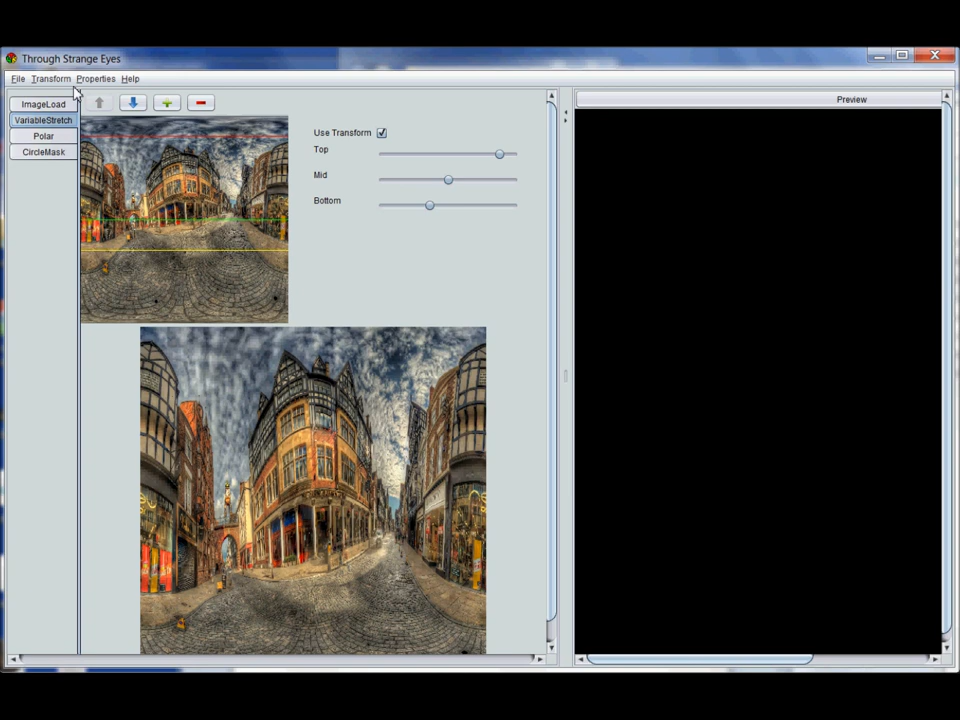 Through Strange Eyes
File Transform Properties Help
ImageLoad
VariableStretch
Polar
CircleMask
Use Transform
Top
Mid
Bottom
Preview